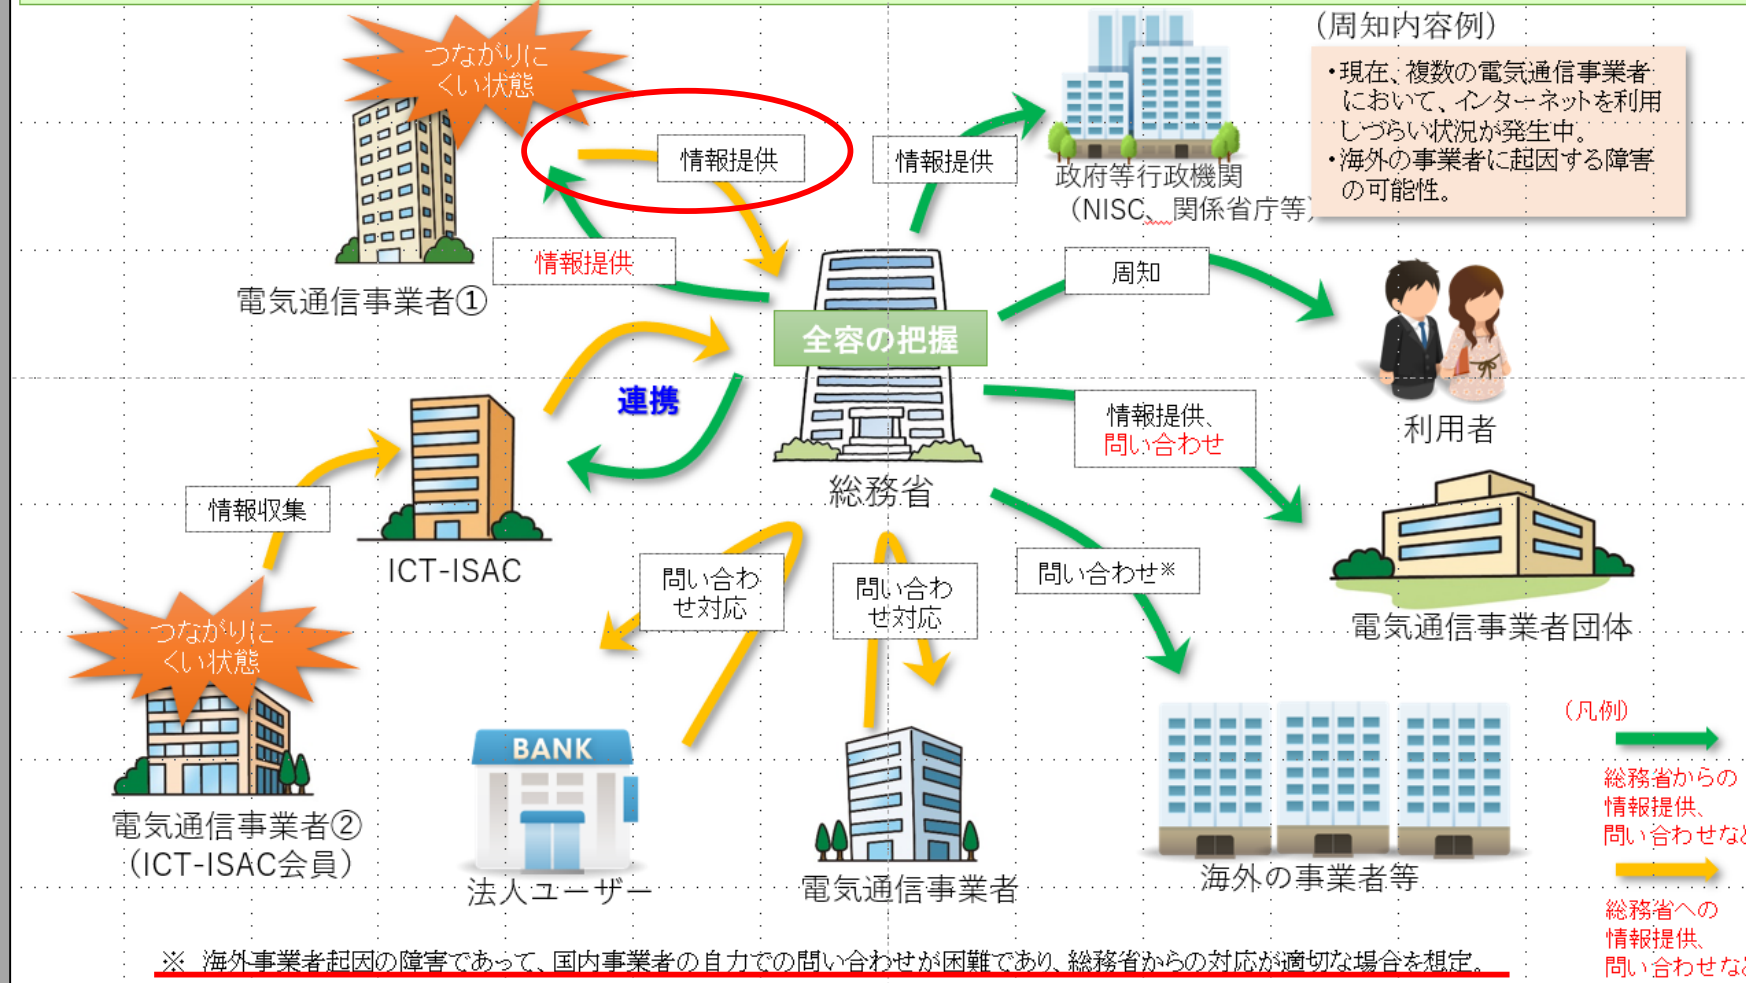 つながりに
くい状態
情報提供
情報提供
電気通信事業者①
情報提供
政府等行政機関
（NISC、関係省庁等）
（周知内容例）
・現在、複数の電気通信事業者
において、インターネットを利用
しづらい状況が発生中。
・海外の事業者に起因する障害
の可能性。
周知
利用者
全容の把握
総務省
連携
情報提供、
問い合わせ
電気通信事業者団体
情報収集
ICT-ISAC
つながりに
くい状態
電気通信事業者②
（ICT-ISAC会員）
問い合わ
せ対応
問い合わ
せ対応
問い合わせ※
BANK
法人ユーザー
電気通信事業者
海外の事業者等
（凡例）
総務省からの
情報提供、
問い合わせなど
総務省への
情報提供、
問い合わせなど
※ 海外事業者起因の障害であって、国内事業者の自力での問い合わせが困難であり、総務省からの対応が適切な場合を想定。